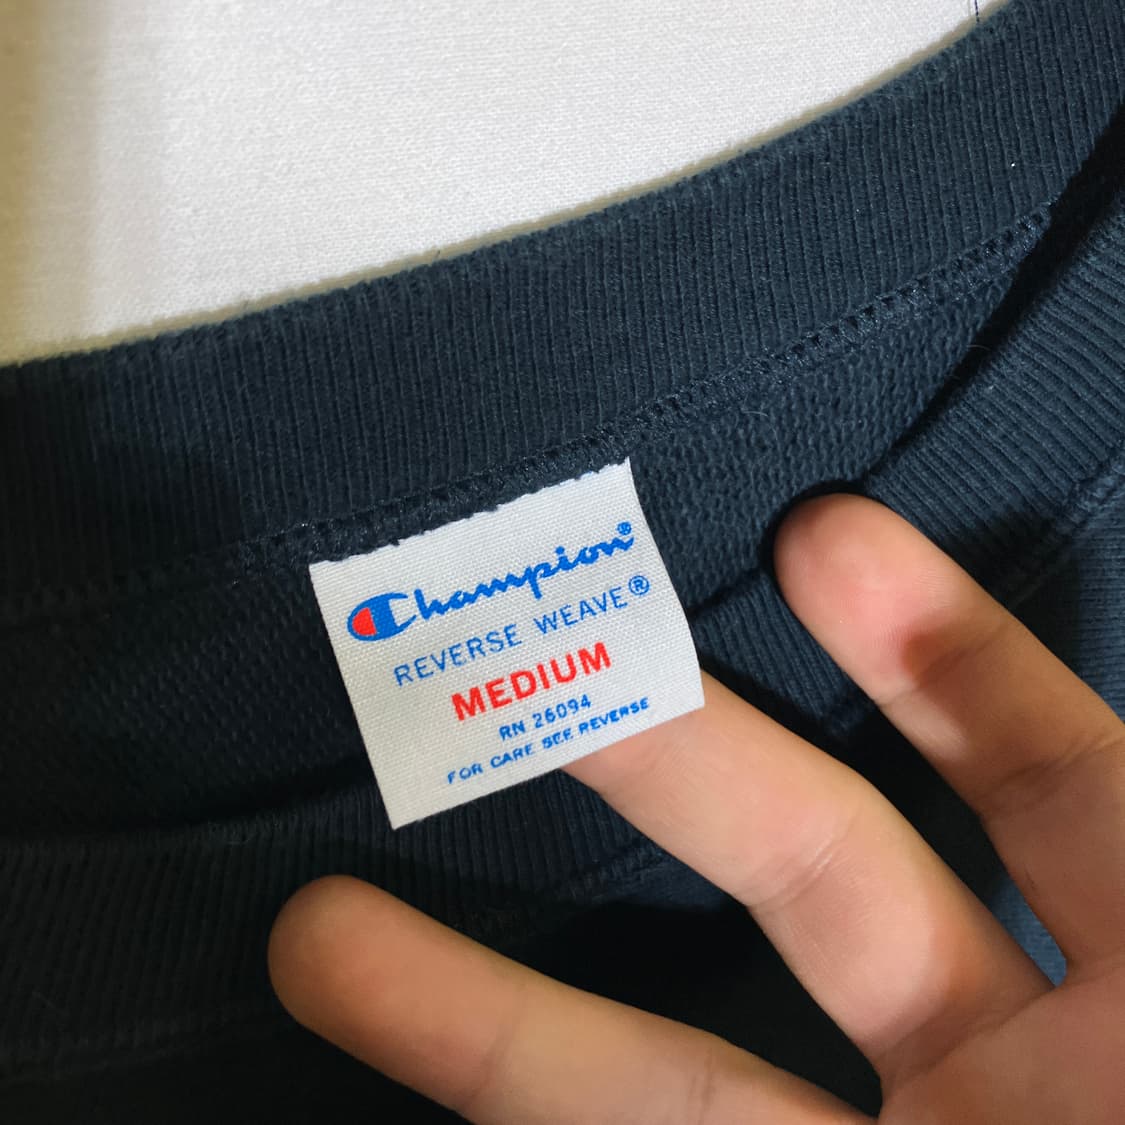 Champion®
REVERSE WEAVE®
MEDIUM
RN 26094
FOR CARE SEE REVERSE